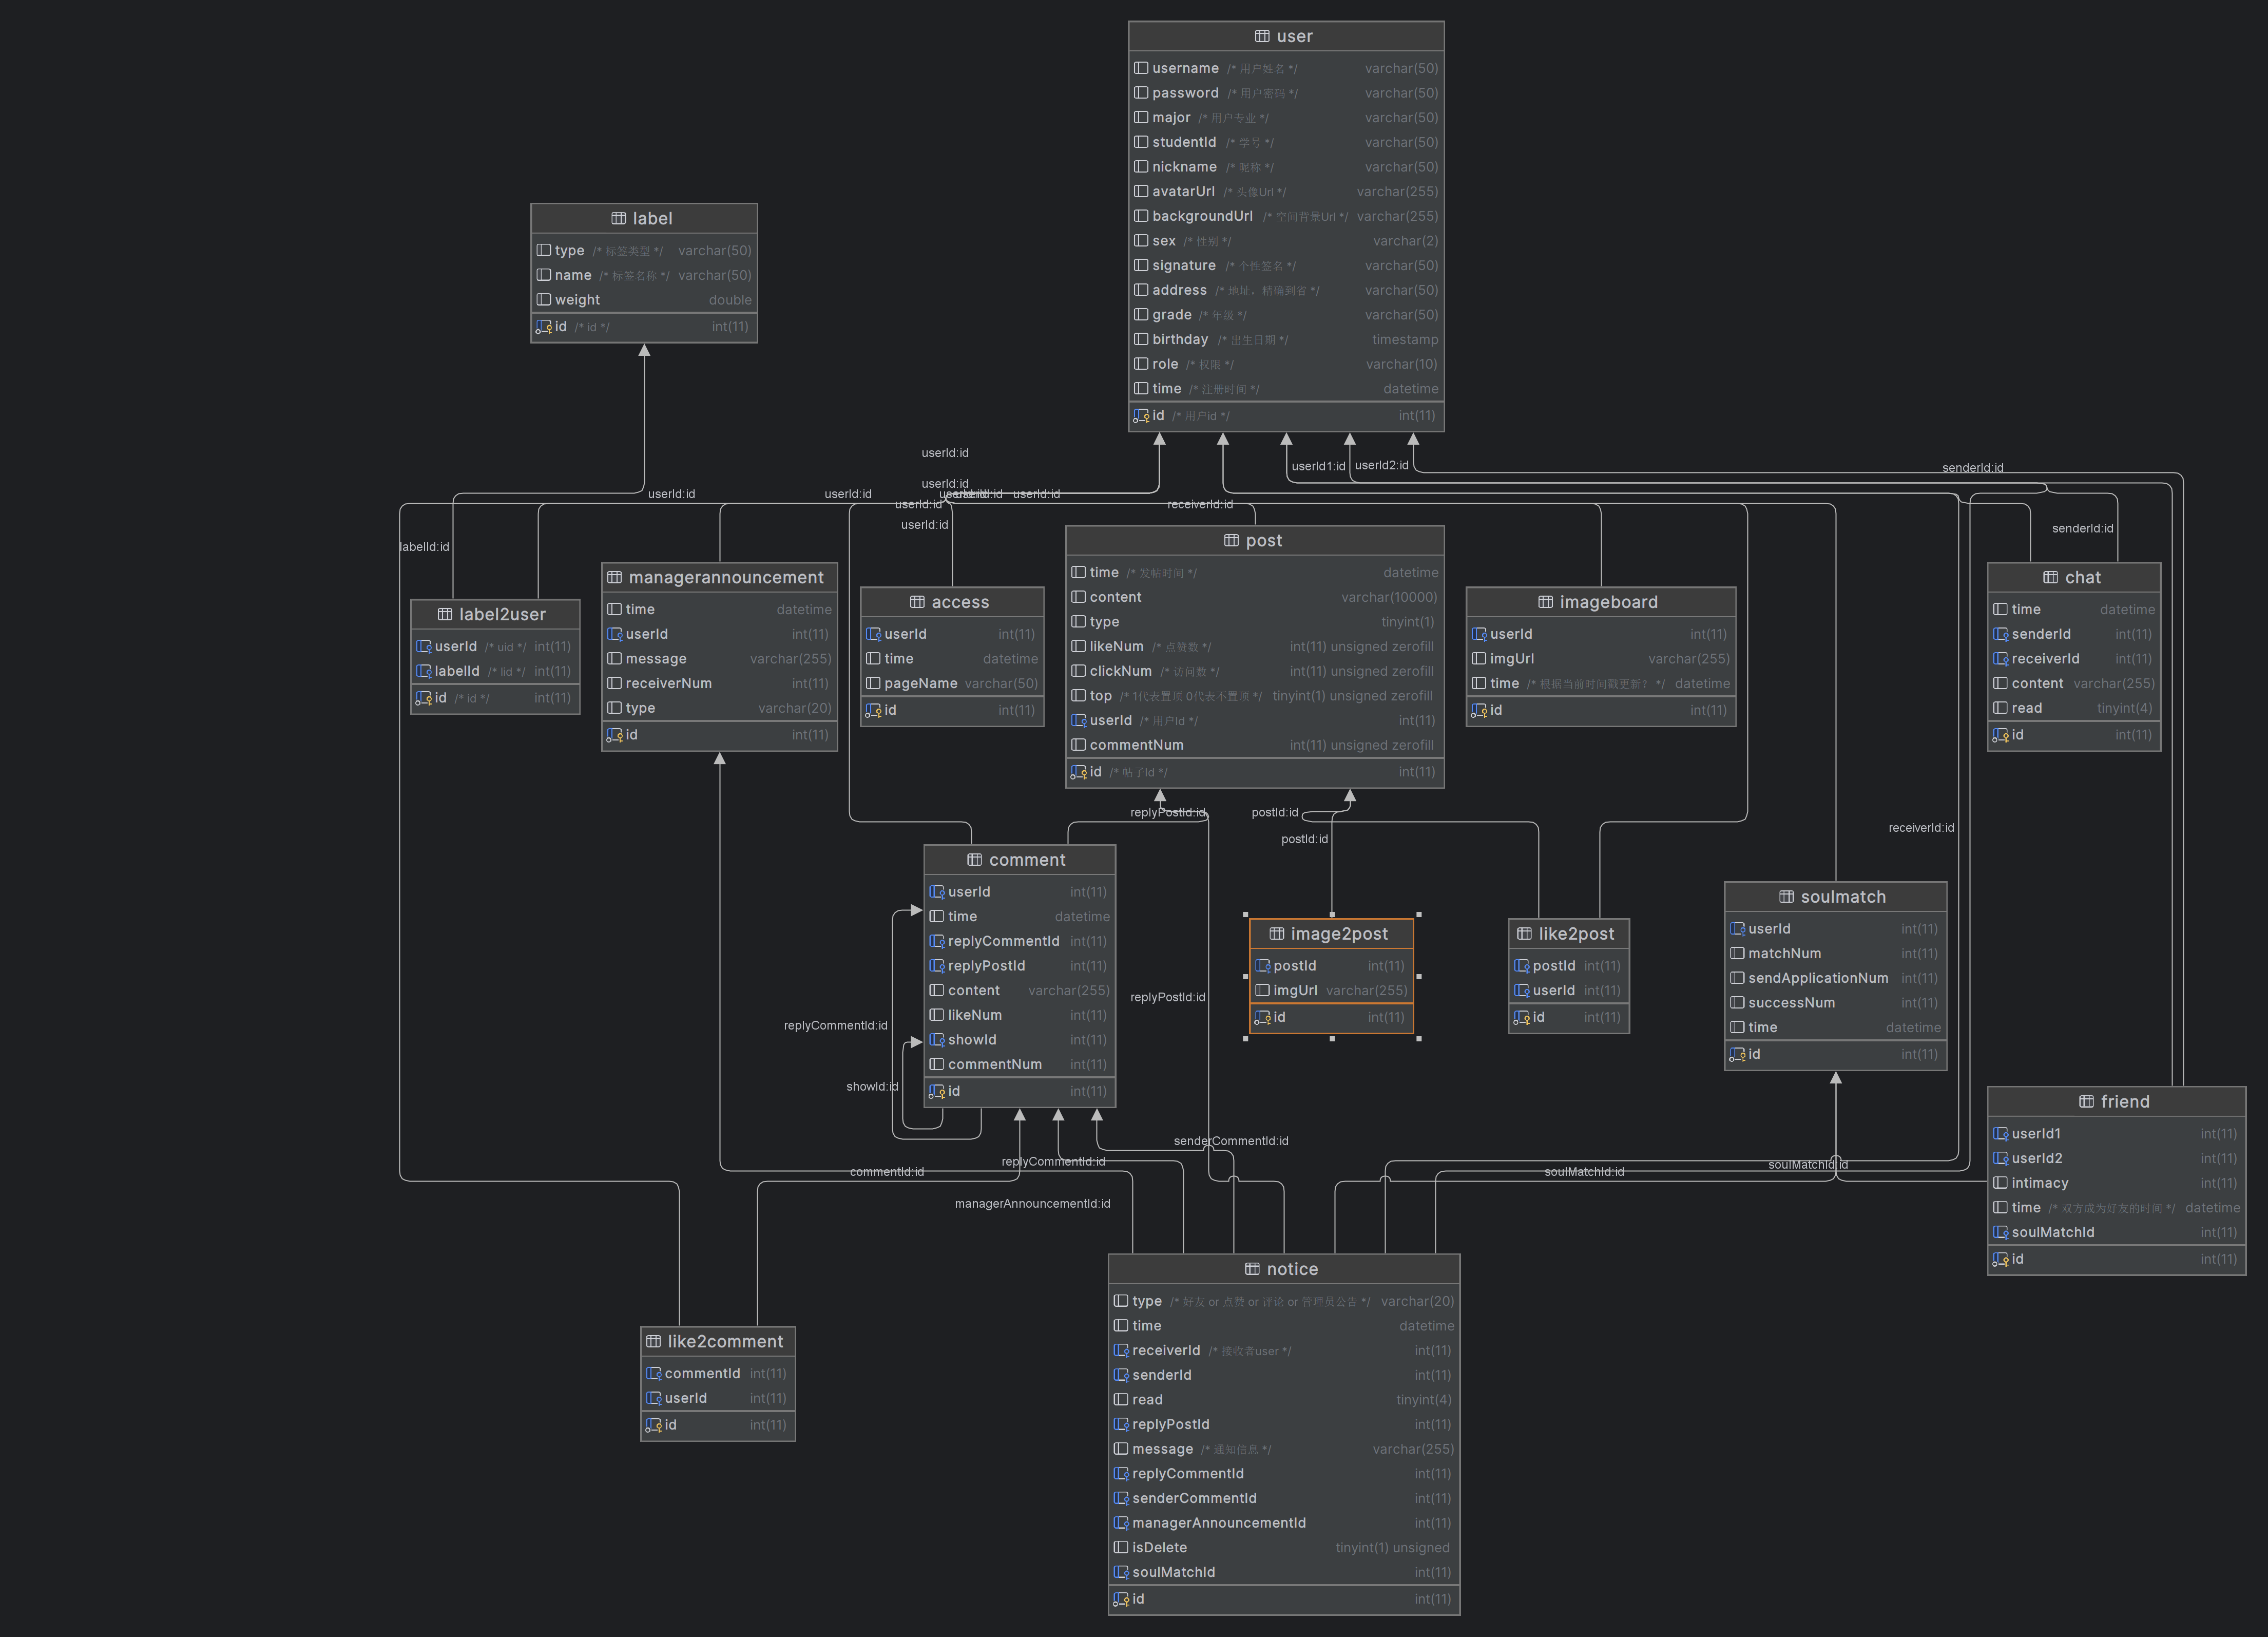 user
username /* 用户姓名 */ varchar(50)
password /* 用户密码 */ varchar(50)
major /* 用户专业 */ varchar(50)
studentId /* 学号 */ varchar(50)
nickname /* 昵称 */ varchar(50)
avatarUrl /* 头像Url */ varchar(255)
backgroundUrl /* 空间背景Url */ varchar(255)
sex /* 性别 */ varchar(2)
signature /* 个性签名 */ varchar(50)
address /* 地址，精确到省 */ varchar(50)
grade /* 年级 */ varchar(50)
birthday /* 出生日期 */ timestamp
role /* 权限 */ varchar(10)
time /* 注册时间 */ datetime
id /* 用户id */ int(11)
label
type /* 标签类型 */ varchar(50)
name /* 标签名称 */ varchar(50)
weight double
id /* id */ int(11)
userId:id
userId1:id
userId2:id
senderId:id
userId:id
userId:id
userId:id
userId:id
userId:id
userId:id
receiverId:id
userId:id
senderId:id
labelId:id
label2user
userId /* uid */ int(11)
labelId /* lid */ int(11)
id /* id */ int(11)
managerannouncement
time datetime
userId int(11)
message varchar(255)
receiverNum int(11)
type varchar(20)
id int(11)
access
userId int(11)
time datetime
pageName varchar(50)
id int(11)
post
time /* 发帖时间 */ datetime
content varchar(10000)
type tinyint(1)
likeNum /* 点赞数 */ int(11) unsigned zerofill
clickNum /* 访问数 */ int(11) unsigned zerofill
top /* 1代表置顶 0代表不置顶 */ tinyint(1) unsigned zerofill
userId /* 用户Id */ int(11)
commentNum int(11) unsigned zerofill
id /* 帖子Id */ int(11)
imageboard
userId int(11)
imgUrl varchar(255)
time /* 根据当前时间戳更新？ */ datetime
id int(11)
chat
time datetime
senderId int(11)
receiverId int(11)
content varchar(255)
read tinyint(4)
id int(11)
replyPostId:id
postId:id
postId:id
receiverId:id
comment
userId int(11)
time datetime
replyCommentId int(11)
replyPostId int(11)
content varchar(255)
likeNum int(11)
showId int(11)
commentNum int(11)
id int(11)
replyCommentId:id
showId:id
replyPostId:id
image2post
postId int(11)
imgUrl varchar(255)
id int(11)
like2post
postId int(11)
userId int(11)
id int(11)
soulmatch
userId int(11)
matchNum int(11)
sendApplicationNum int(11)
successNum int(11)
time datetime
id int(11)
friend
userId1 int(11)
userId2 int(11)
intimacy int(11)
time /* 双方成为好友的时间 */ datetime
soulMatchId int(11)
id int(11)
senderCommentId:id
replyCommentId:id
commentId:id
soulMatchId:id
soulMatchId:id
managerAnnouncementId:id
notice
type /* 好友 or 点赞 or 评论 or 管理员公告 */ varchar(20)
time datetime
receiverId /* 接收者user */ int(11)
senderId int(11)
read tinyint(4)
replyPostId int(11)
message /* 通知信息 */ varchar(255)
replyCommentId int(11)
senderCommentId int(11)
managerAnnouncementId int(11)
isDelete tinyint(1) unsigned
soulMatchId int(11)
id int(11)
like2comment
commentId int(11)
userId int(11)
id int(11)